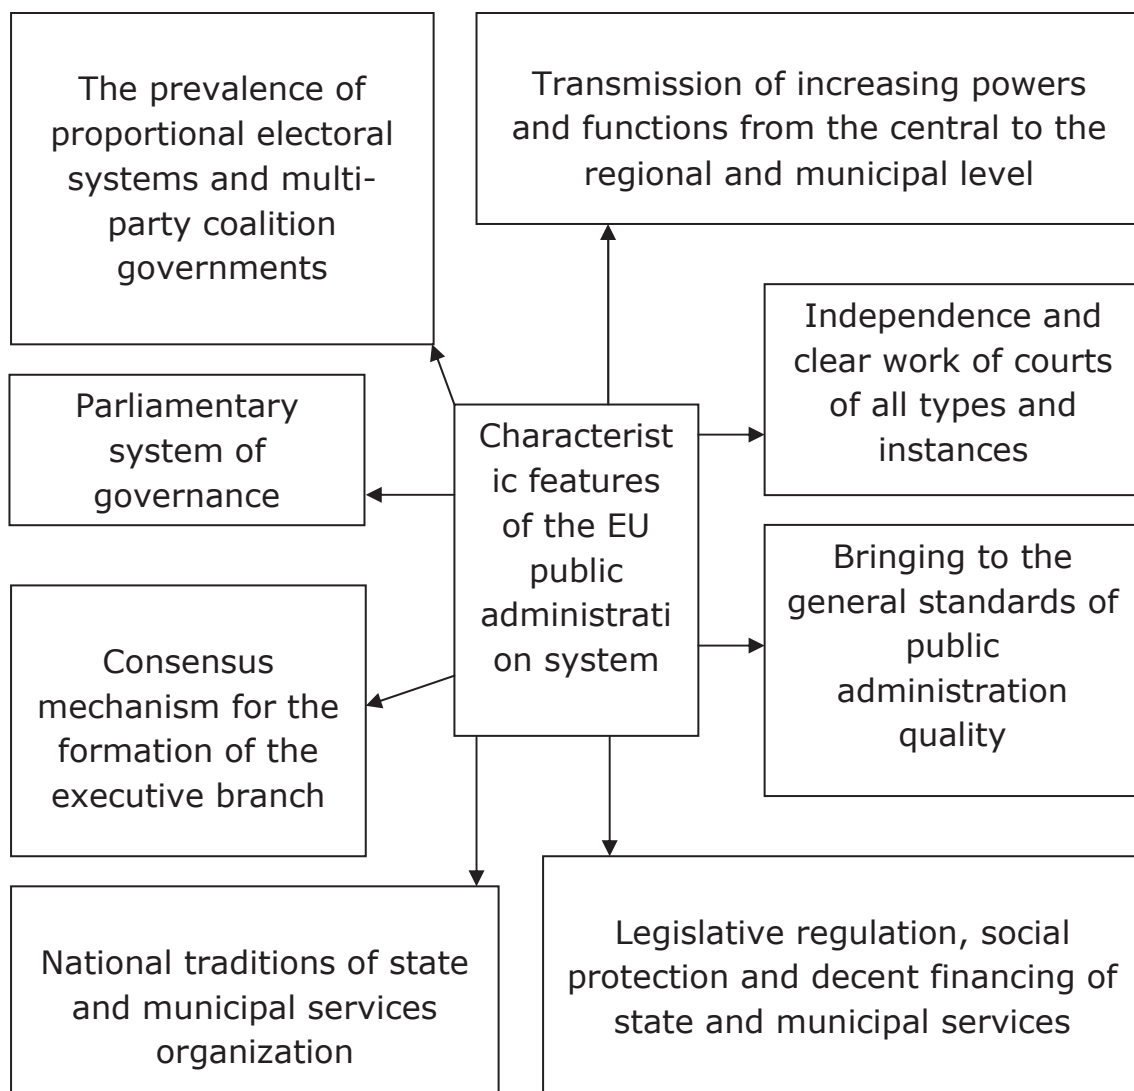 The prevalence of
proportional electoral
systems and multi-
party coalition
governments
Transmission of increasing powers
and functions from the central to the
regional and municipal level
Independence and
clear work of courts
of all types and
instances
Parliamentary
system of
governance
Characterist
ic features
of the EU
public
administrati
on system
Bringing to the
general standards of
public
administration
quality
Consensus
mechanism for the
formation of the
executive branch
National traditions of state
and municipal services
organization
Legislative regulation, social
protection and decent financing of
state and municipal services